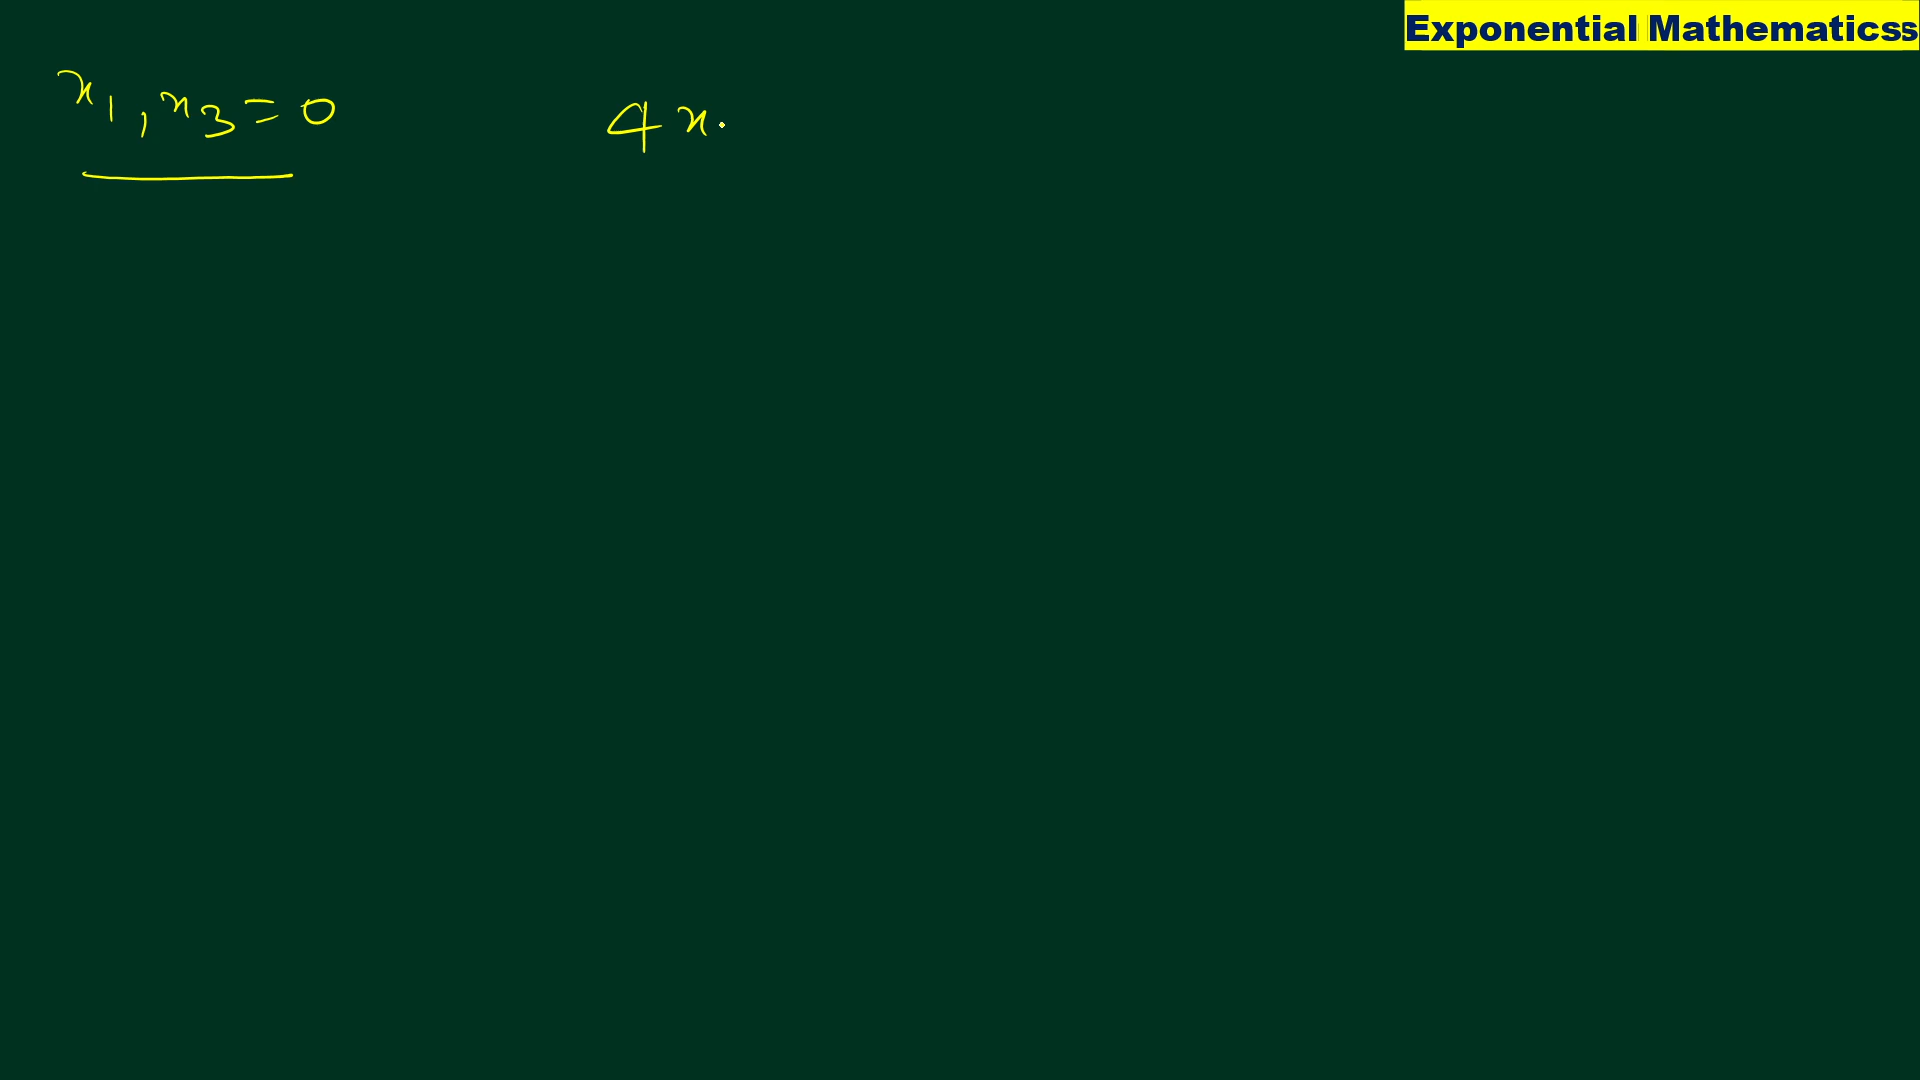 Exponential Mathematicss
x₁, x₃ = 0 4x.